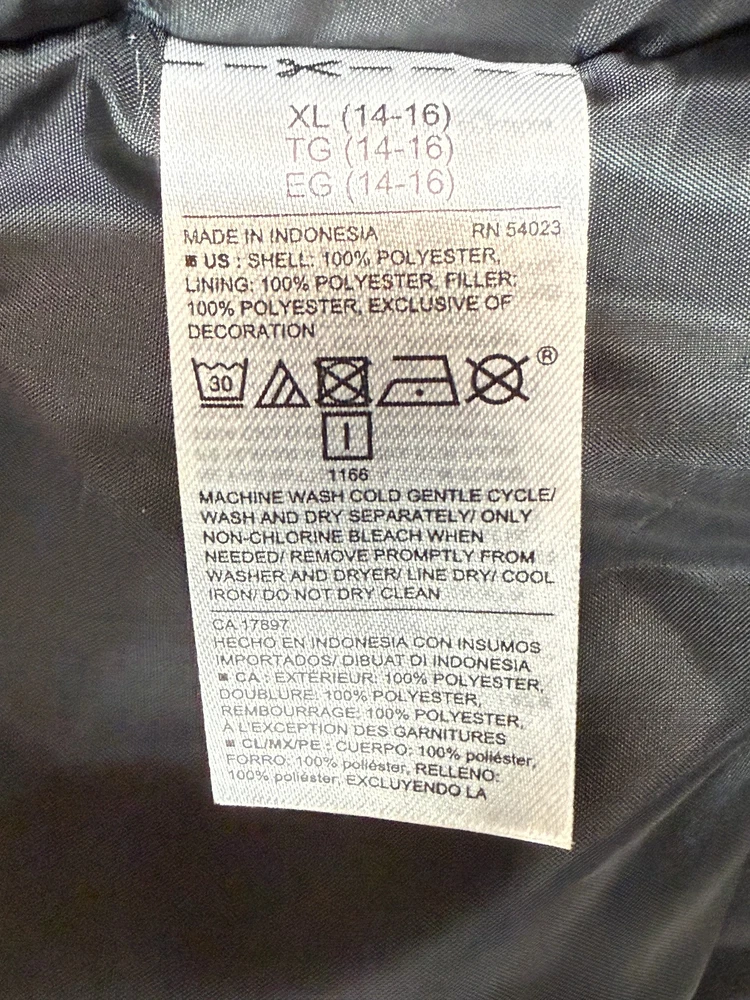 XL (14-16)
TG (14-16)
EG (14-16)
MADE IN INDONESIA RN 54023
US : SHELL: 100% POLYESTER,
LINING: 100% POLYESTER, FILLER:
100% POLYESTER, EXCLUSIVE OF
DECORATION
30 ®
I
1166
MACHINE WASH COLD GENTLE CYCLE/
WASH AND DRY SEPARATELY/ ONLY
NON-CHLORINE BLEACH WHEN
NEEDED/ REMOVE PROMPTLY FROM
WASHER AND DRYER/ LINE DRY/ COOL
IRON/ DO NOT DRY CLEAN
CA 17897
HECHO EN INDONESIA CON INSUMOS
IMPORTADOS/ DIBUAT DI INDONESIA
CA : EXTÉRIEUR: 100% POLYESTER,
DOUBLURE: 100% POLYESTER,
REMBOURRAGE: 100% POLYESTER,
À L'EXCEPTION DES GARNITURES
CL/MX/PE : CUERPO: 100% poliéster,
FORRO: 100% poliéster, RELLENO:
100% poliéster, EXCLUYENDO LA